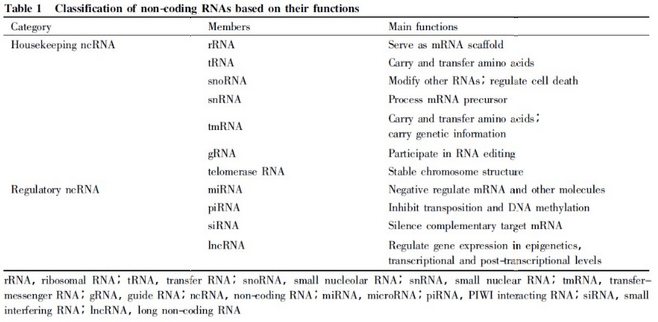 Table 1 Classification of non-coding RNAs based on their functions
Category Members Main functions
Housekeeping ncRNA rRNA Serve as mRNA scaffold
tRNA Carry and transfer amino acids
snoRNA Modify other RNAs; regulate cell death
snRNA Process mRNA precursor
tmRNA Carry and transfer amino acids;
carry genetic information
gRNA Participate in RNA editing
telomerase RNA Stable chromosome structure
Regulatory ncRNA miRNA Negative regulate mRNA and other molecules
piRNA Inhibit transposition and DNA methylation
siRNA Silence complementary target mRNA
lncRNA Regulate gene expression in epigenetics,
transcriptional and post-transcriptional levels
rRNA, ribosomal RNA; tRNA, transfer RNA; snoRNA, small nucleolar RNA; snRNA, small nuclear RNA; tmRNA, transfer-
messenger RNA; gRNA, guide RNA; ncRNA, non-coding RNA; miRNA, microRNA; piRNA, PIWI interacting RNA; siRNA, small
interfering RNA; lncRNA, long non-coding RNA